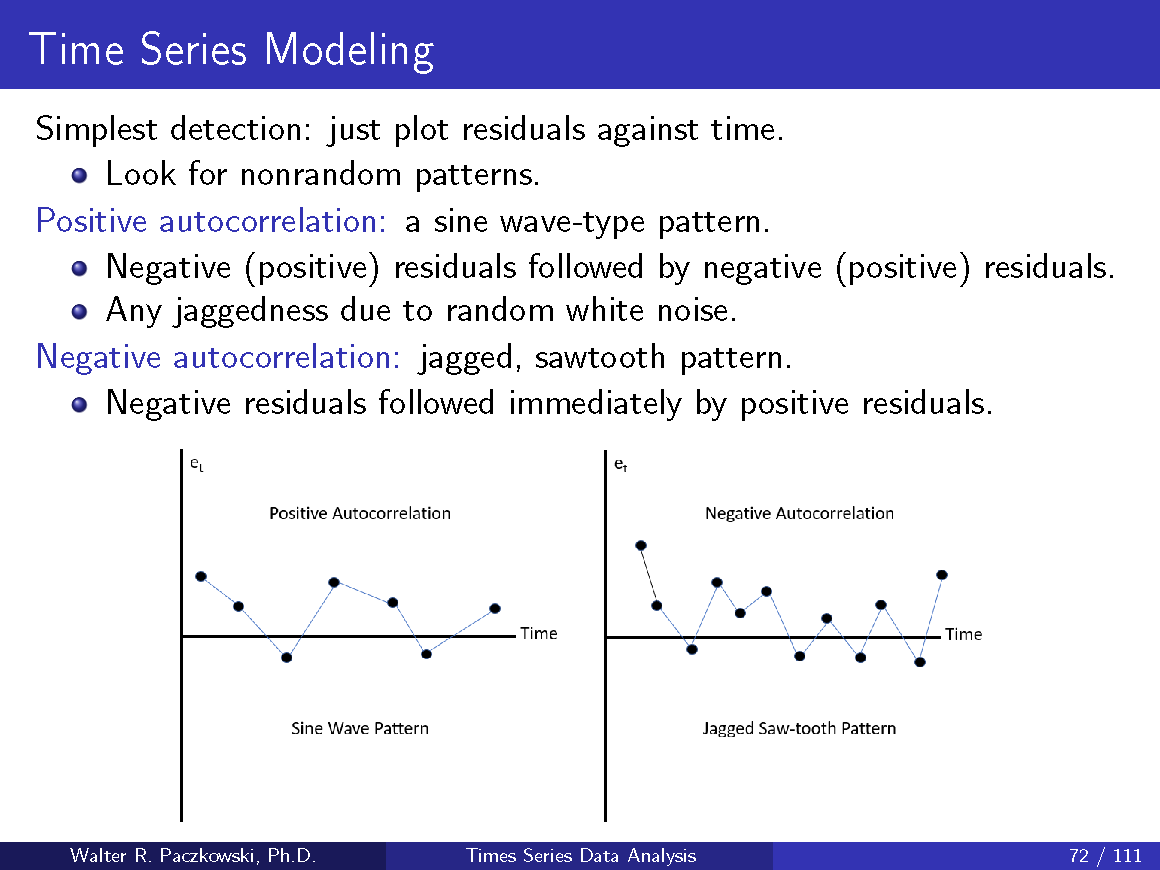 Time Series Modeling
Simplest detection: just plot residuals against time.
Look for nonrandom patterns.
Positive autocorrelation: a sine wave-type pattern.
Negative (positive) residuals followed by negative (positive) residuals.
Any jaggedness due to random white noise.
Negative autocorrelation: jagged, sawtooth pattern.
Negative residuals followed immediately by positive residuals.
et
Positive Autocorrelation
Time
Sine Wave Pattern
et
Negative Autocorrelation
Time
Jagged Saw-tooth Pattern
Walter R. Paczkowski, Ph.D.
Times Series Data Analysis
72 / 111